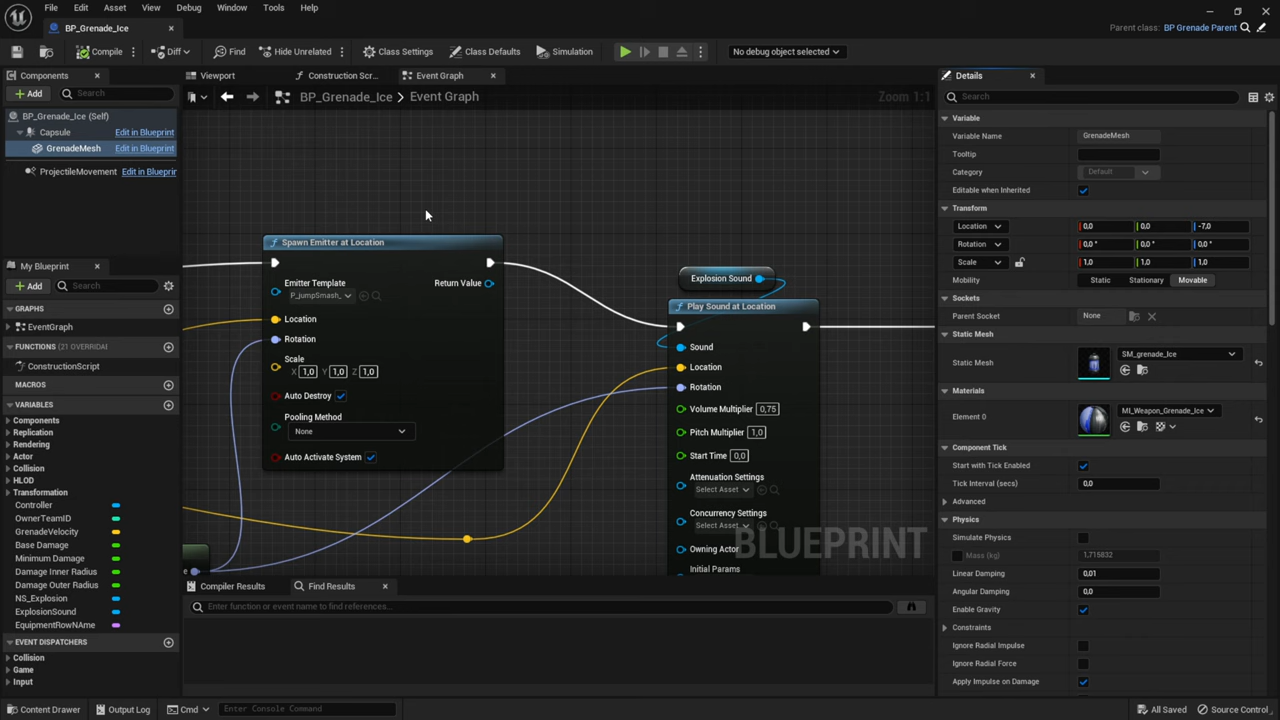 File Edit Asset View Debug Window Tools Help
BP_Grenade_Ice
Parent class: BP Grenade Parent
Compile Diff Find Hide Unrelated Class Settings Class Defaults Simulation No debug object selected
Components
Add Search
BP_Grenade_Ice (Self)
Capsule Edit in Blueprint
GrenadeMesh Edit in Blueprint
ProjectileMovement Edit in Blueprin
My Blueprint
Add Search
GRAPHS
EventGraph
FUNCTIONS (21 OVERRIDAI
ConstructionScript
MACROS
VARIABLES
Components
Replication
Rendering
Actor
Collision
HLOD
Transformation
Controller
OwnerTeamID
GrenadeVelocity
Base Damage
Minimum Damage
Damage Inner Radius
Damage Outer Radius
NS_Explosion
ExplosionSound
EquipmentRowNAme
EVENT DISPATCHERS
Collision
Game
Input
Viewport Construction Scr... Event Graph
BP_Grenade_Ice > Event Graph Zoom 1:1
Spawn Emitter at Location
Emitter Template Return Value
P_jumpSmash_
Location
Rotation
Scale
X 1,0 Y 1,0 Z 1,0
Auto Destroy
Pooling Method
None
Auto Activate System
e
Explosion Sound
Play Sound at Location
Sound
Location
Rotation
Volume Multiplier 0,75
Pitch Multiplier 1,0
Start Time 0,0
Attenuation Settings
Select Asset
Concurrency Settings
Select Asset
Owning Actor
Initial Params
BLUEPRINT
Compiler Results Find Results
Enter function or event name to find references...
Details
Search
Variable
Variable Name GrenadeMesh
Tooltip
Category Default
Editable when Inherited
Transform
Location 0,0 0,0 -7,0
Rotation 0,0 ° 0,0 ° 0,0 °
Scale 1,0 1,0 1,0
Mobility Static Stationary Movable
Sockets
Parent Socket None
Static Mesh
Static Mesh SM_grenade_Ice
Materials
Element 0 MI_Weapon_Grenade_Ice
Component Tick
Start with Tick Enabled
Tick Interval (secs) 0,0
Advanced
Physics
Simulate Physics
Mass (kg) 1,715832
Linear Damping 0,01
Angular Damping 0,0
Enable Gravity
Constraints
Ignore Radial Impulse
Ignore Radial Force
Apply Impulse on Damage
Content Drawer Output Log Cmd Enter Console Command All Saved Source Control